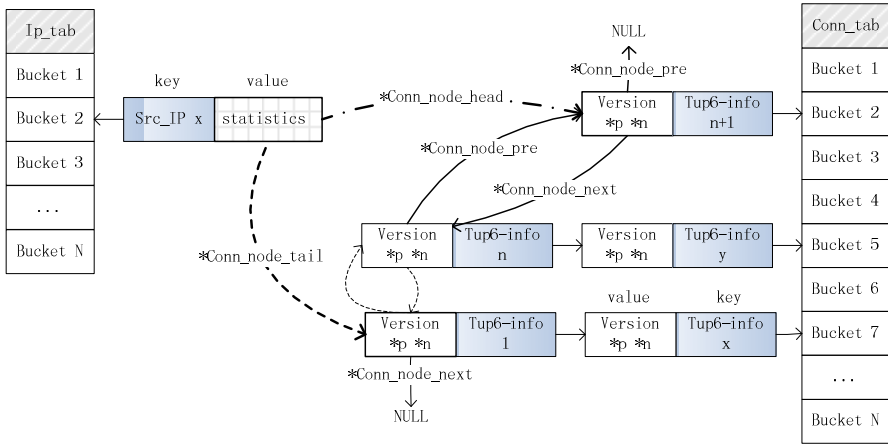 Ip_tab
Bucket 1
Bucket 2
Bucket 3
...
Bucket N
key
value
Src_IP x
statistics
*Conn_node_head
*Conn_node_tail
NULL
*Conn_node_pre
Version
*p *n
Tup6-info
n+1
*Conn_node_pre
*Conn_node_next
Version
*p *n
Tup6-info
n
Version
*p *n
Tup6-info
y
value
key
Version
*p *n
Tup6-info
1
Version
*p *n
Tup6-info
x
*Conn_node_next
NULL
Conn_tab
Bucket 1
Bucket 2
Bucket 3
Bucket 4
Bucket 5
Bucket 6
Bucket 7
...
Bucket N